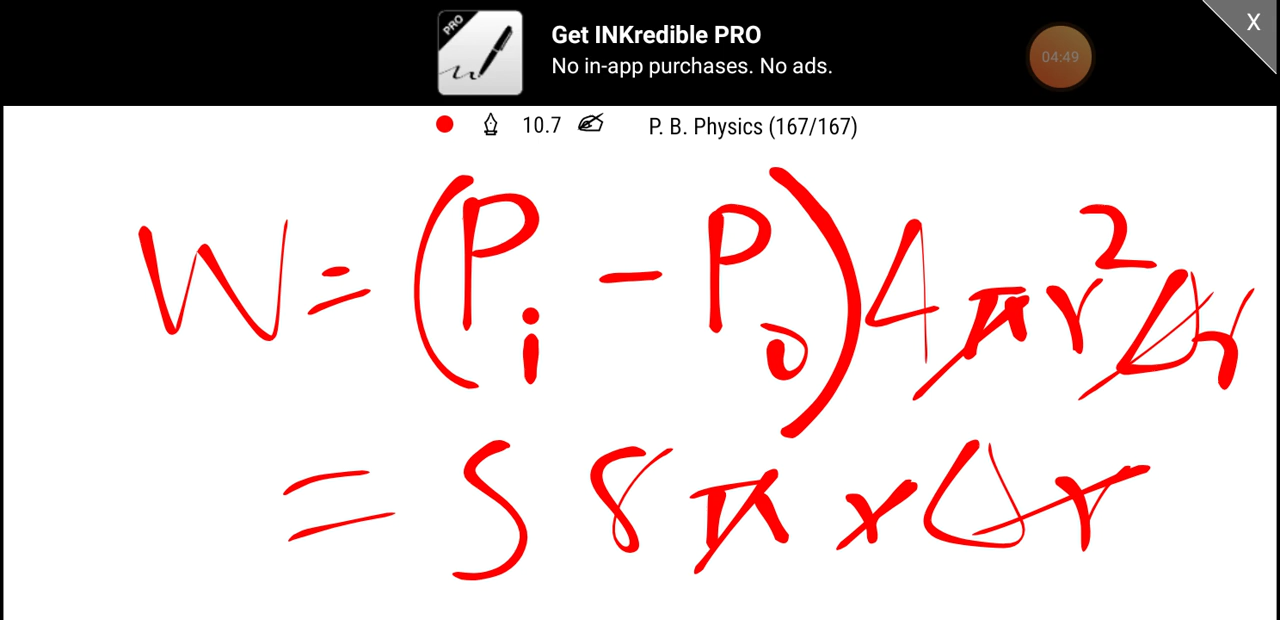 PRO
Get INKredible PRO
No in-app purchases. No ads.
04:49
X
10.7 P. B. Physics (167/167)
W = (Pi - Po) 4πr²Δr
= S 8πrΔr